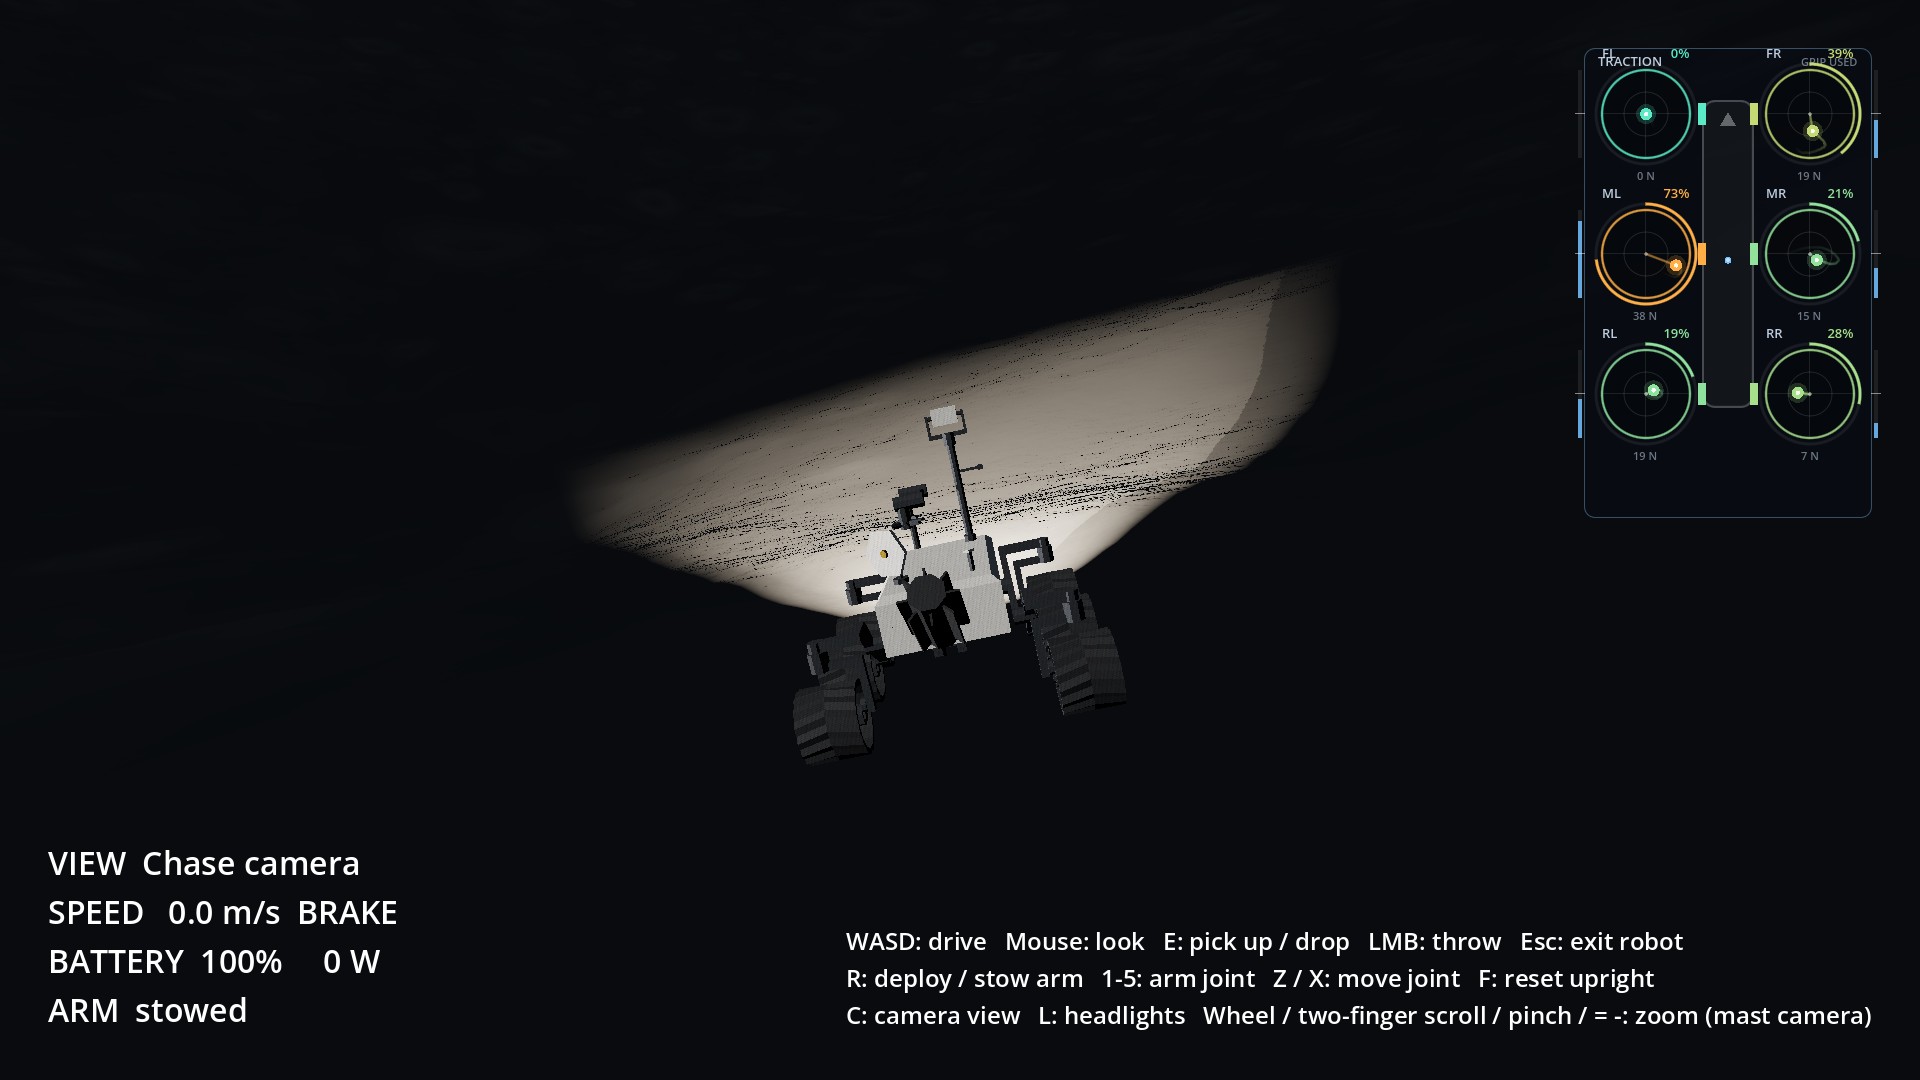 FL 0% FR 39%
TRACTION GRIP USED
0 N 19 N
ML 73% MR 21%
38 N 15 N
RL 19% RR 28%
19 N 7 N
VIEW Chase camera
SPEED 0.0 m/s BRAKE
BATTERY 100% 0 W
ARM stowed
WASD: drive Mouse: look E: pick up / drop LMB: throw Esc: exit robot
R: deploy / stow arm 1-5: arm joint Z / X: move joint F: reset upright
C: camera view L: headlights Wheel / two-finger scroll / pinch / = -: zoom (mast camera)